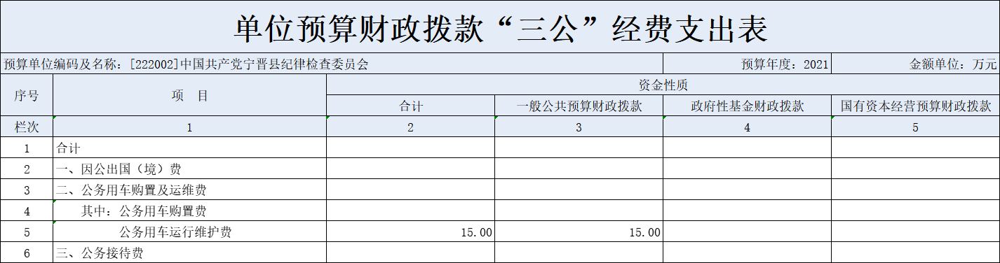 单位预算财政拨款“三公”经费支出表
预算单位编码及名称：[222002]中国共产党宁晋县纪律检查委员会 预算年度：2021 金额单位：万元
序号 项 目 资金性质
合计 一般公共预算财政拨款 政府性基金财政拨款 国有资本经营预算财政拨款
栏次 1 2 3 4 5
1 合计
2 一、因公出国（境）费
3 二、公务用车购置及运维费
4 其中：公务用车购置费
5 公务用车运行维护费 15.00 15.00
6 三、公务接待费